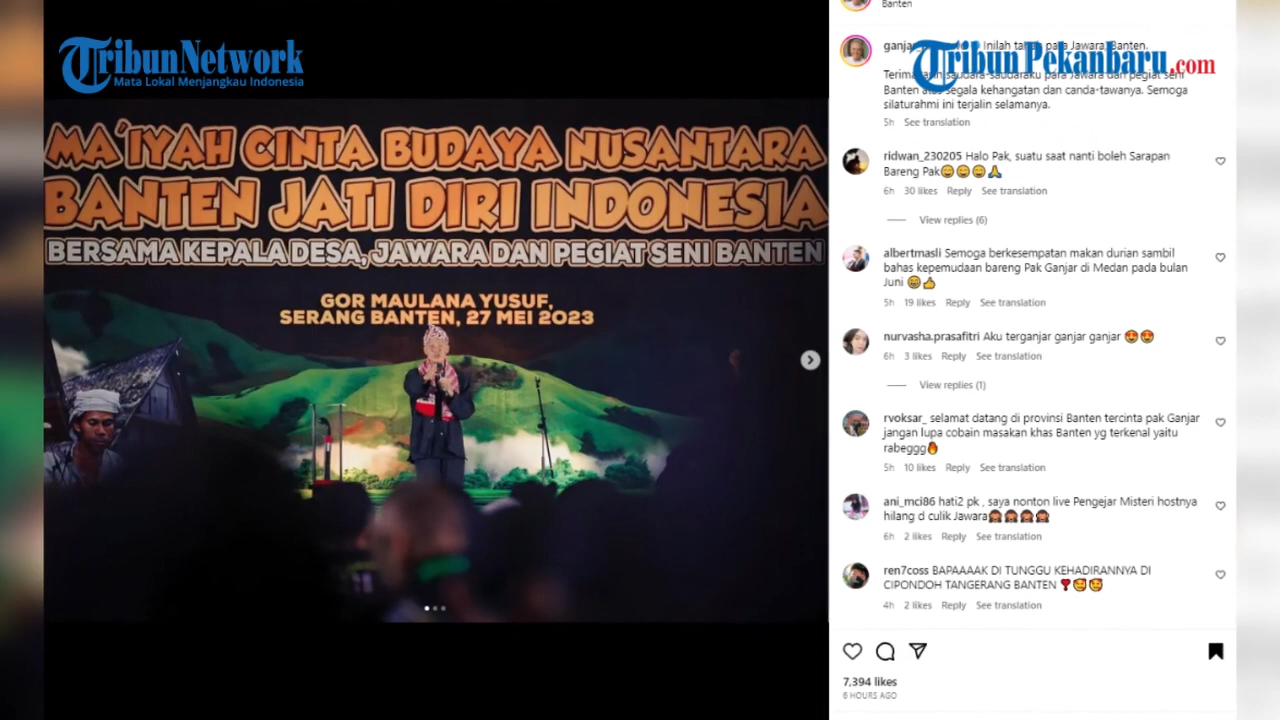 TribunNetwork
Mata Lokal Menjangkau Indonesia
MA'IYAH CINTA BUDAYA NUSANTARA
BANTEN JATI DIRI INDONESIA
BERSAMA KEPALA DESA, JAWARA DAN PEGIAT SENI BANTEN
GOR MAULANA YUSUF,
SERANG BANTEN, 27 MEI 2023
Banten
TribunPekanbaru.com
Inilah para Jawara Banten.
saudara-saudaraku para Jawara dan pegiat seni
Banten atas segala kehangatan dan canda-tawanya. Semoga
silaturahmi ini terjalin selamanya.
5h See translation
ridwan_230205 Halo Pak, suatu saat nanti boleh Sarapan
Bareng Pak😄😄😄🙏
6h 30 likes Reply See translation
View replies (6)
albertmasli Semoga berkesempatan makan durian sambil
bahas kepemudaan bareng Pak Ganjar di Medan pada bulan
Juni 😄👍
5h 19 likes Reply See translation
nurvasha.prasafitri Aku terganjar ganjar ganjar 😍😍
6h 3 likes Reply See translation
View replies (1)
rvoksar_ selamat datang di provinsi Banten tercinta pak Ganjar
jangan lupa cobain masakan khas Banten yg terkenal yaitu
rabeggg🔥
5h 10 likes Reply See translation
ani_mci86 hati2 pk , saya nonton live Pengejar Misteri hostnya
hilang d culik Jawara🙈🙈🙈🙈
6h 2 likes Reply See translation
ren7coss BAPAAAAK DI TUNGGU KEHADIRANNYA DI
CIPONDOH TANGERANG BANTEN ❣🥰🥰
4h 2 likes Reply See translation
7,394 likes
6 HOURS AGO